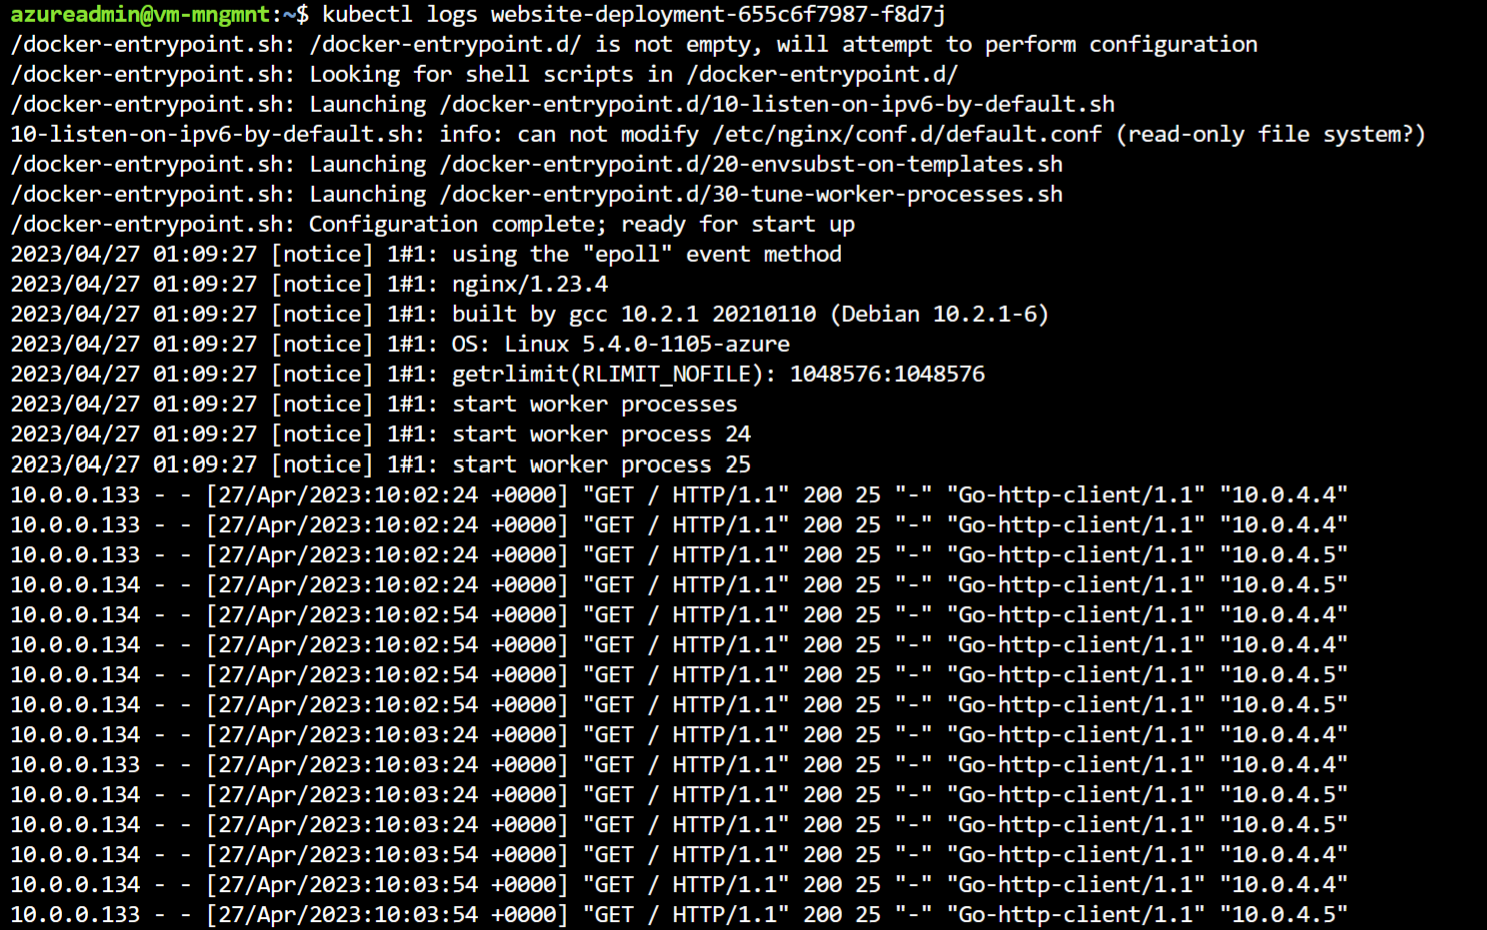 azureadmin@vm-mngmnt:~$ kubectl logs website-deployment-655c6f7987-f8d7j
/docker-entrypoint.sh: /docker-entrypoint.d/ is not empty, will attempt to perform configuration
/docker-entrypoint.sh: Looking for shell scripts in /docker-entrypoint.d/
/docker-entrypoint.sh: Launching /docker-entrypoint.d/10-listen-on-ipv6-by-default.sh
10-listen-on-ipv6-by-default.sh: info: can not modify /etc/nginx/conf.d/default.conf (read-only file system?)
/docker-entrypoint.sh: Launching /docker-entrypoint.d/20-envsubst-on-templates.sh
/docker-entrypoint.sh: Launching /docker-entrypoint.d/30-tune-worker-processes.sh
/docker-entrypoint.sh: Configuration complete; ready for start up
2023/04/27 01:09:27 [notice] 1#1: using the "epoll" event method
2023/04/27 01:09:27 [notice] 1#1: nginx/1.23.4
2023/04/27 01:09:27 [notice] 1#1: built by gcc 10.2.1 20210110 (Debian 10.2.1-6)
2023/04/27 01:09:27 [notice] 1#1: OS: Linux 5.4.0-1105-azure
2023/04/27 01:09:27 [notice] 1#1: getrlimit(RLIMIT_NOFILE): 1048576:1048576
2023/04/27 01:09:27 [notice] 1#1: start worker processes
2023/04/27 01:09:27 [notice] 1#1: start worker process 24
2023/04/27 01:09:27 [notice] 1#1: start worker process 25
10.0.0.133 - - [27/Apr/2023:10:02:24 +0000] "GET / HTTP/1.1" 200 25 "-" "Go-http-client/1.1" "10.0.4.4"
10.0.0.133 - - [27/Apr/2023:10:02:24 +0000] "GET / HTTP/1.1" 200 25 "-" "Go-http-client/1.1" "10.0.4.4"
10.0.0.133 - - [27/Apr/2023:10:02:24 +0000] "GET / HTTP/1.1" 200 25 "-" "Go-http-client/1.1" "10.0.4.5"
10.0.0.134 - - [27/Apr/2023:10:02:24 +0000] "GET / HTTP/1.1" 200 25 "-" "Go-http-client/1.1" "10.0.4.5"
10.0.0.134 - - [27/Apr/2023:10:02:54 +0000] "GET / HTTP/1.1" 200 25 "-" "Go-http-client/1.1" "10.0.4.4"
10.0.0.134 - - [27/Apr/2023:10:02:54 +0000] "GET / HTTP/1.1" 200 25 "-" "Go-http-client/1.1" "10.0.4.4"
10.0.0.134 - - [27/Apr/2023:10:02:54 +0000] "GET / HTTP/1.1" 200 25 "-" "Go-http-client/1.1" "10.0.4.5"
10.0.0.134 - - [27/Apr/2023:10:02:54 +0000] "GET / HTTP/1.1" 200 25 "-" "Go-http-client/1.1" "10.0.4.5"
10.0.0.134 - - [27/Apr/2023:10:03:24 +0000] "GET / HTTP/1.1" 200 25 "-" "Go-http-client/1.1" "10.0.4.4"
10.0.0.133 - - [27/Apr/2023:10:03:24 +0000] "GET / HTTP/1.1" 200 25 "-" "Go-http-client/1.1" "10.0.4.4"
10.0.0.134 - - [27/Apr/2023:10:03:24 +0000] "GET / HTTP/1.1" 200 25 "-" "Go-http-client/1.1" "10.0.4.5"
10.0.0.134 - - [27/Apr/2023:10:03:24 +0000] "GET / HTTP/1.1" 200 25 "-" "Go-http-client/1.1" "10.0.4.5"
10.0.0.134 - - [27/Apr/2023:10:03:54 +0000] "GET / HTTP/1.1" 200 25 "-" "Go-http-client/1.1" "10.0.4.4"
10.0.0.134 - - [27/Apr/2023:10:03:54 +0000] "GET / HTTP/1.1" 200 25 "-" "Go-http-client/1.1" "10.0.4.4"
10.0.0.133 - - [27/Apr/2023:10:03:54 +0000] "GET / HTTP/1.1" 200 25 "-" "Go-http-client/1.1" "10.0.4.5"